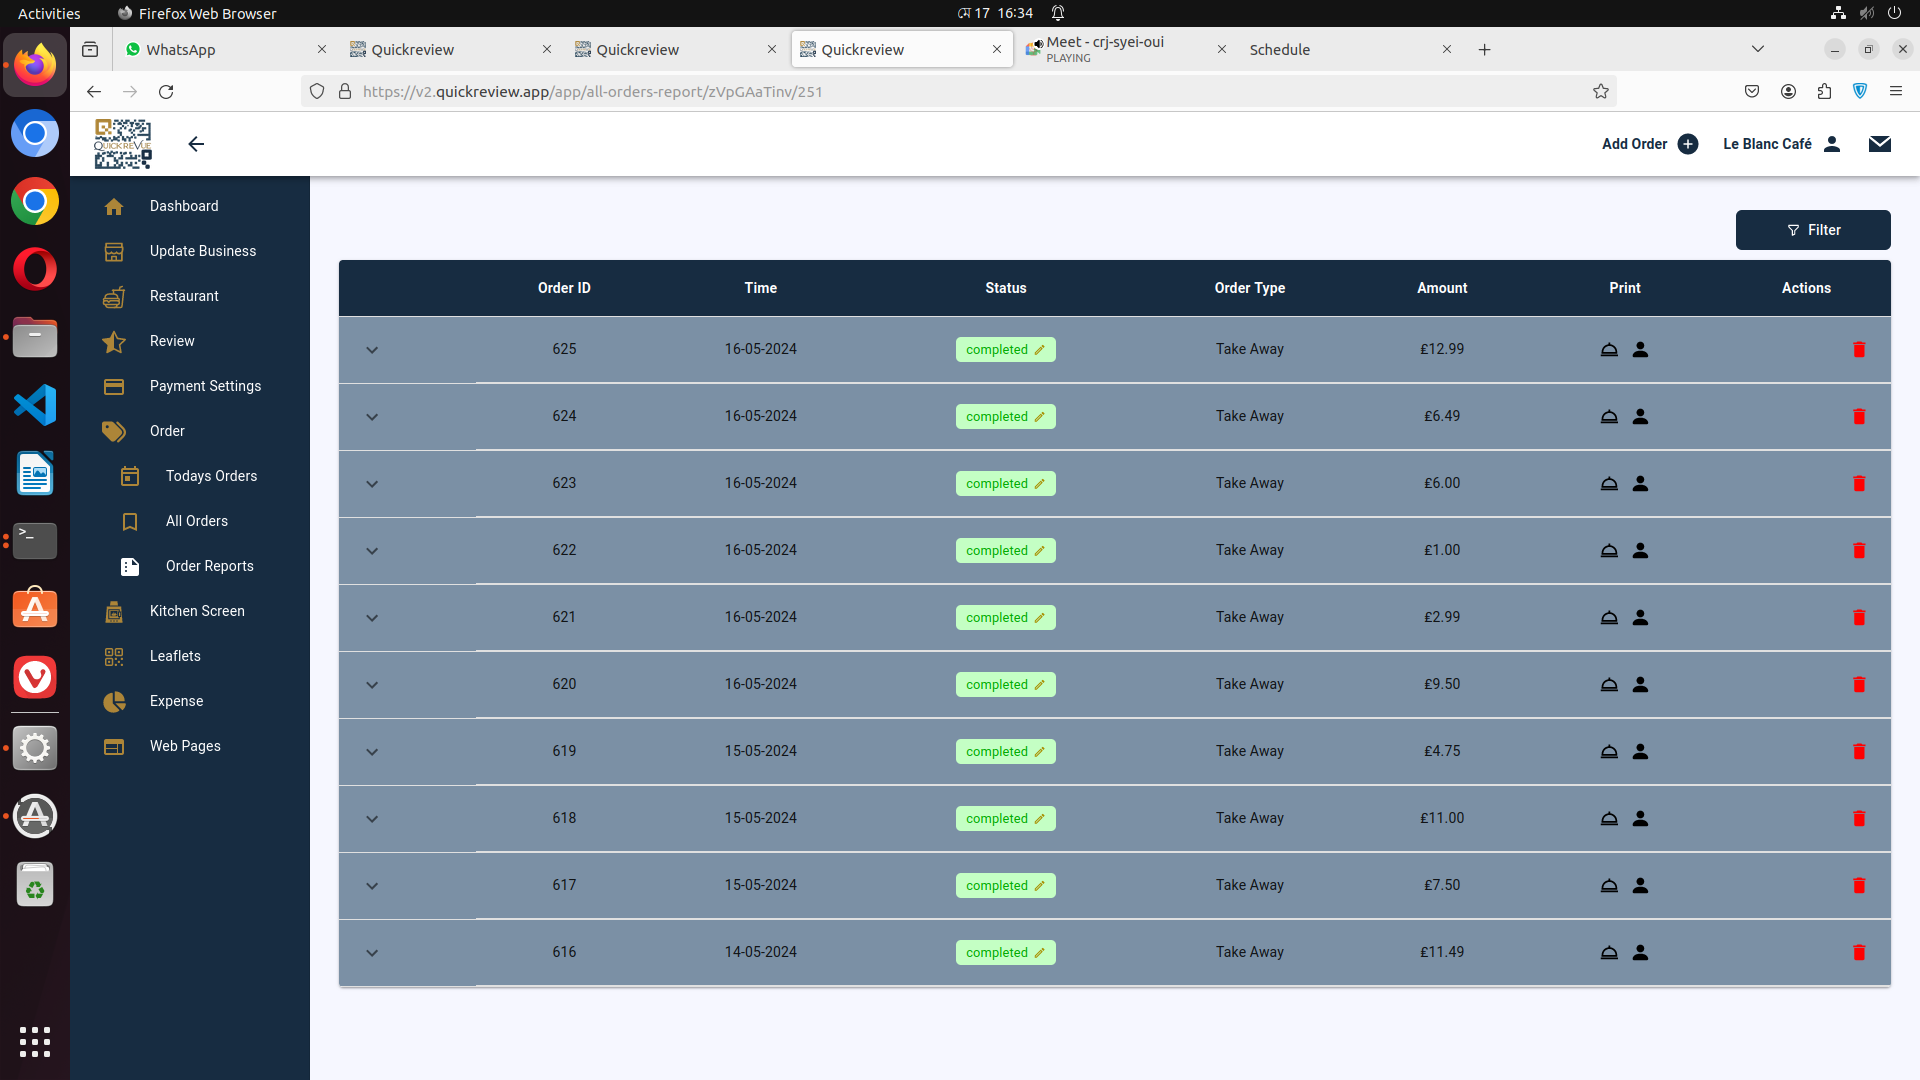 Activities
Firefox Web Browser
17 16:34
WhatsApp
Quickreview
Quickreview
Quickreview
Meet - crj-syei-oui
PLAYING
Schedule
https://v2.quickreview.app/app/all-orders-report/zVpGAaTinv/251
QUICKREVUE
Add Order
Le Blanc Café
Dashboard
Update Business
Restaurant
Review
Payment Settings
Order
Todays Orders
All Orders
Order Reports
Kitchen Screen
Leaflets
Expense
Web Pages
Filter
Order ID Time Status Order Type Amount Print Actions
625 16-05-2024 completed Take Away £12.99
624 16-05-2024 completed Take Away £6.49
623 16-05-2024 completed Take Away £6.00
622 16-05-2024 completed Take Away £1.00
621 16-05-2024 completed Take Away £2.99
620 16-05-2024 completed Take Away £9.50
619 15-05-2024 completed Take Away £4.75
618 15-05-2024 completed Take Away £11.00
617 15-05-2024 completed Take Away £7.50
616 14-05-2024 completed Take Away £11.49